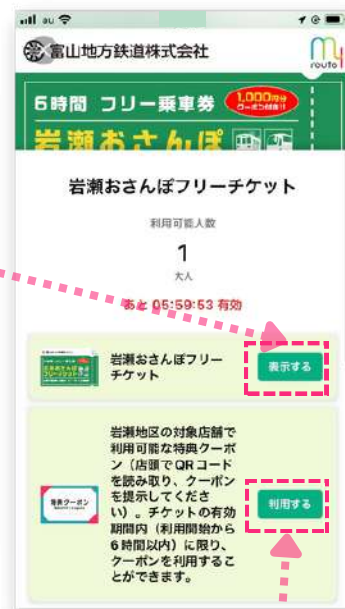 au
富山地方鉄道株式会社
my
route
6時間 フリー乗車券
1,000円分
クーポン付き!!
岩瀬おさんぽ
岩瀬おさんぽフリーチケット
利用可能人数
1
大人
あと 05:59:53 有効
岩瀬おさんぽフリー
チケット
表示する
岩瀬地区の対象店舗で
利用可能な特典クーポ
ン（店頭でQRコード
を読み取り、クーポン
を提示してくださ
い）。チケットの有効
期間内（利用開始から
6時間以内）に限り、
クーポンを利用するこ
とができます。
特典クーポン
利用する